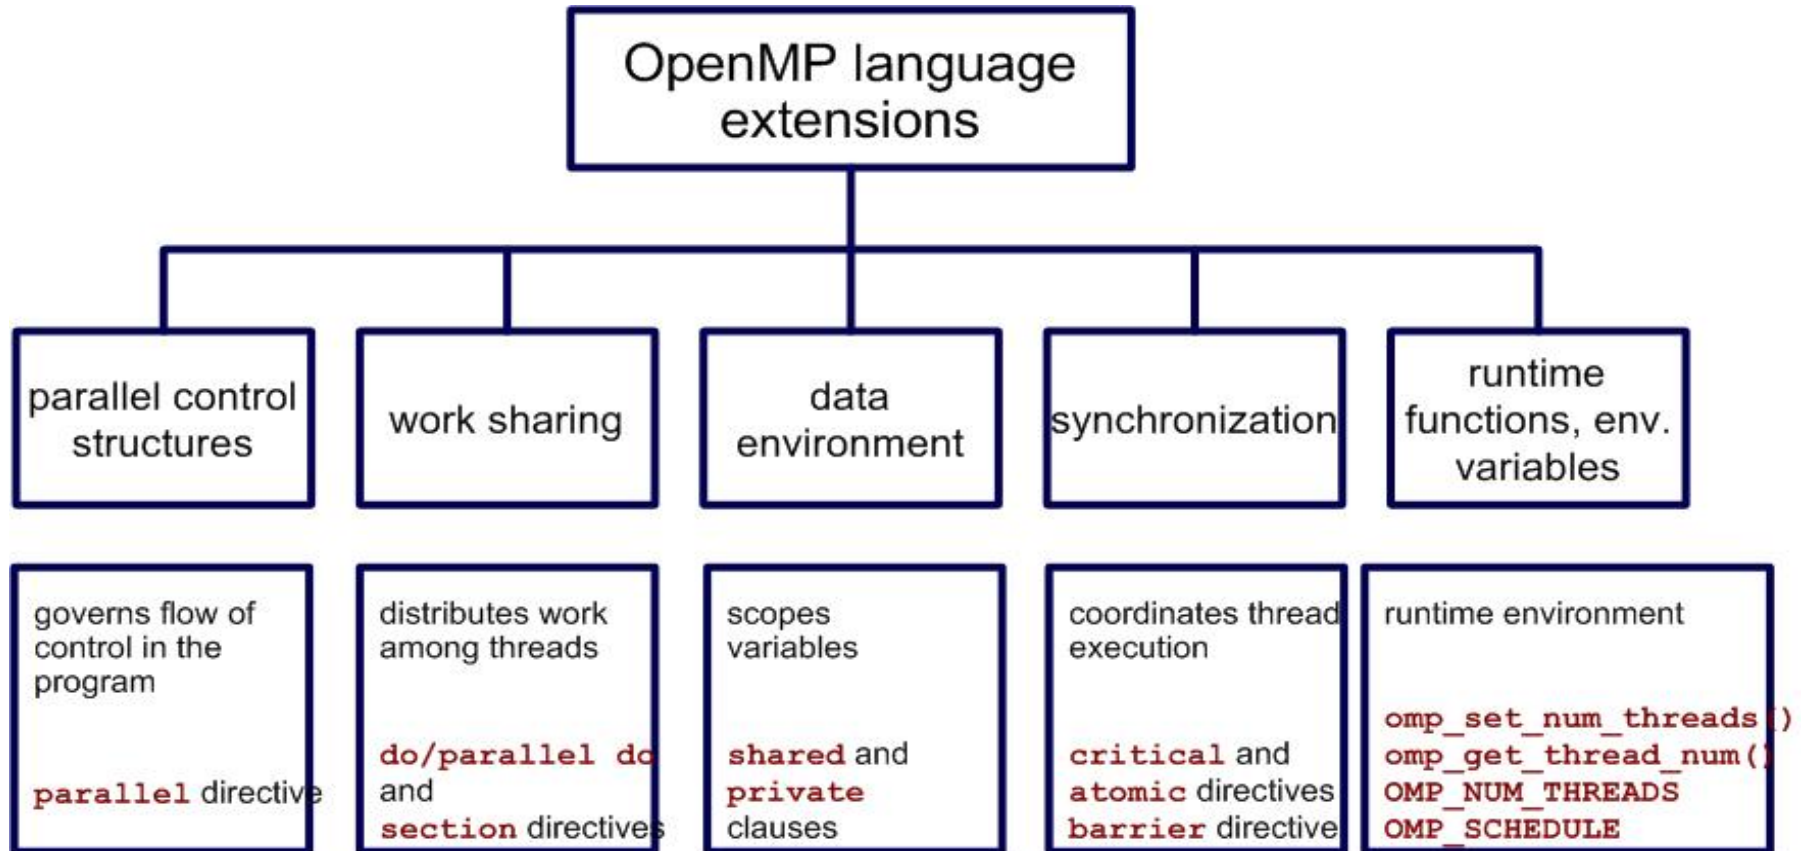 OpenMP language
extensions
parallel control
structures
work sharing
data
environment
synchronization
runtime
functions, env.
variables
governs flow of
control in the
program
parallel directive
distributes work
among threads
do/parallel do
and
section directives
scopes
variables
shared and
private
clauses
coordinates thread
execution
critical and
atomic directives
barrier directive
runtime environment
omp_set_num_threads()
omp_get_thread_num()
OMP_NUM_THREADS
OMP_SCHEDULE